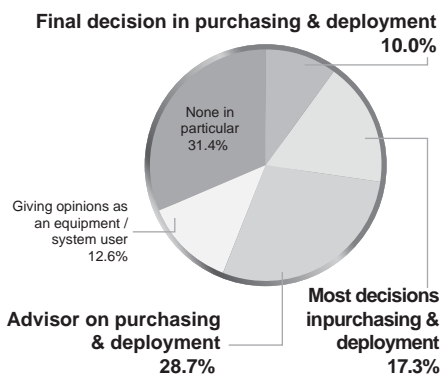 Final decision in purchasing & deployment
10.0%
None in
particular
31.4%
Giving opinions as
an equipment /
system user
12.6%
Advisor on purchasing
& deployment
28.7%
Most decisions
inpurchasing &
deployment
17.3%